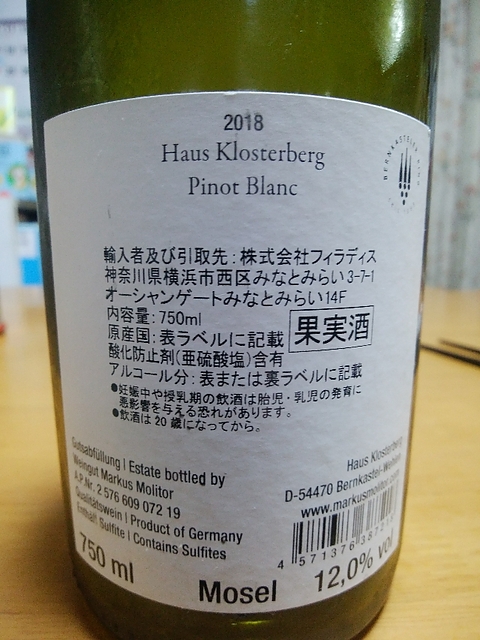 2018
Haus Klosterberg
Pinot Blanc
BERNKASTELER RING
輸入者及び引取先:株式会社フィラディス
神奈川県横浜市西区みなとみらい3-7-1
オーシャンゲートみなとみらい14F
内容量:750ml
原産国:表ラベルに記載
果実酒
酸化防止剤(亜硫酸塩)含有
アルコール分:表または裏ラベルに記載
●妊娠中や授乳期の飲酒は胎児・乳児の発育に
悪影響を与える恐れがあります。
●飲酒は20歳になってから。
Gutsabfüllung | Estate bottled by
Weingut Markus Molitor
A.P.Nr. 2 576 609 072 19
Qualitätswein | Product of Germany
Enthält Sulfite | Contains Sulfites
750 ml
Mosel
Haus Klosterberg
D-54470 Bernkastel-Wehlen
www.markusmolitor.com
4 571376
12,0% vol